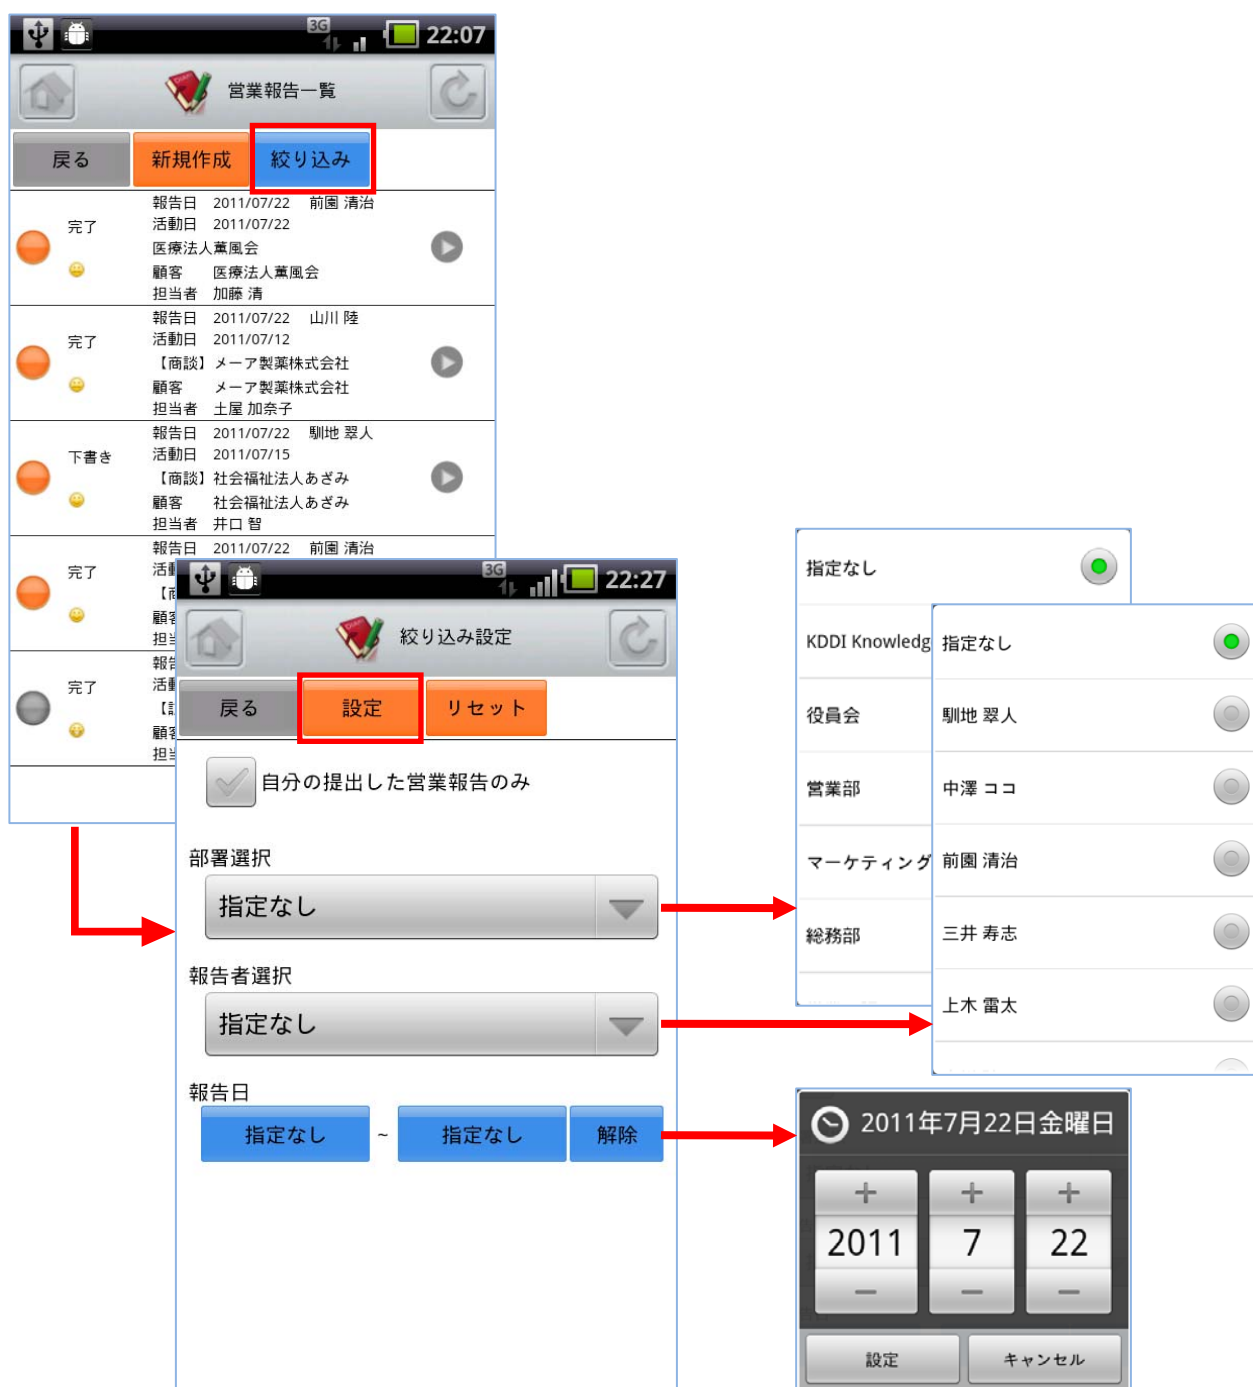 3G 22:07
営業報告一覧
戻る 新規作成 絞り込み
報告日 2011/07/22 前園 清治
完了 活動日 2011/07/22
医療法人薫風会
顧客 医療法人薫風会
担当者 加藤 清
報告日 2011/07/22 山川 陸
完了 活動日 2011/07/12
【商談】メーア製薬株式会社
顧客 メーア製薬株式会社
担当者 土屋 加奈子
報告日 2011/07/22 馴地 翠人
下書き 活動日 2011/07/15
【商談】社会福祉法人あざみ
顧客 社会福祉法人あざみ
担当者 井口 智
報告日 2011/07/22 前園 清治
完了
完了
3G 22:27
絞り込み設定
戻る 設定 リセット
自分の提出した営業報告のみ
部署選択
指定なし
報告者選択
指定なし
報告日
指定なし ~ 指定なし 解除
指定なし
KDDI Knowledg
役員会
営業部
マーケティング
総務部
指定なし
馴地 翠人
中澤 ココ
前園 清治
三井 寿志
上木 雷太
2011年7月22日金曜日
+ + +
2011 7 22
− − −
設定 キャンセル